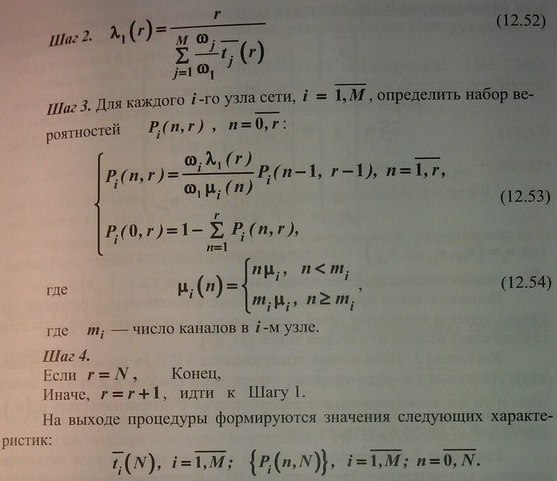 Шаг 2. λ₁(r) = r / ∑_{j=1}^{M} (ω_j/ω₁) t̅_j(r) (12.52)
Шаг 3. Для каждого i-го узла сети, i = 1,M̅, определить набор ве-
роятностей P_i(n,r), n=0,r̅:
P_i(n,r) = (ω_i λ₁(r) / ω₁ μ_i(n)) P_i(n-1, r-1), n=1,r̅,
(12.53)
P_i(0,r) = 1 - ∑_{n=1}^{r} P_i(n,r),
где μ_i(n) = { nμ_i, n < m_i
m_iμ_i, n ≥ m_i , (12.54)
где m_i — число каналов в i-м узле.
Шаг 4.
Если r = N, Конец,
Иначе, r = r+1, идти к Шагу 1.
На выходе процедуры формируются значения следующих характе-
ристик:
t̅_i(N), i=1,M̅; {P_i(n,N)}, i=1,M̅; n=0,N̅.